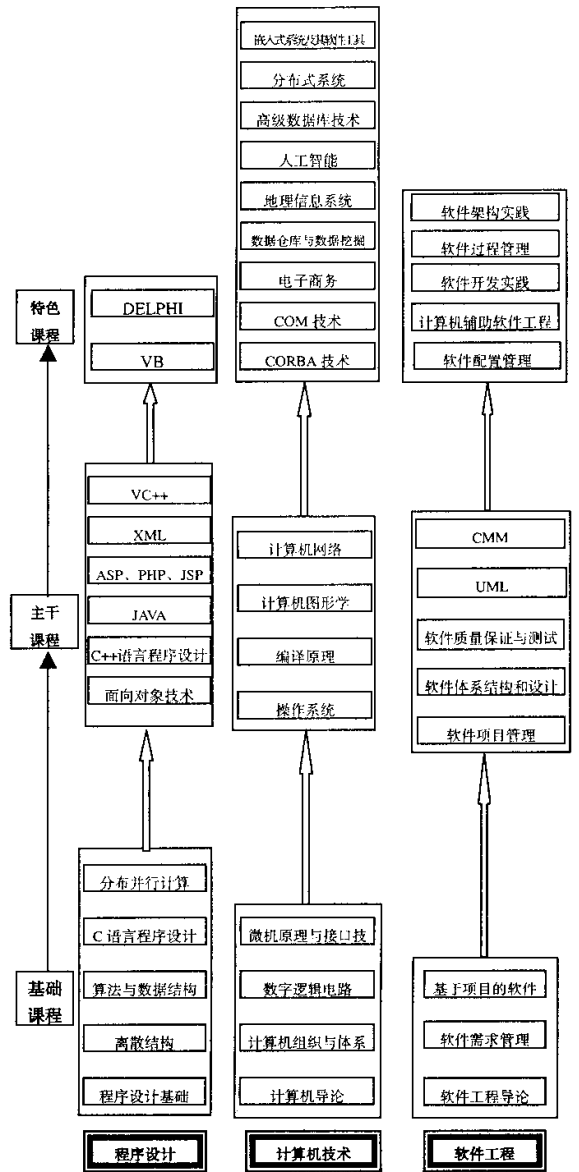 嵌入式系统及其软件工具
分布式系统
高级数据库技术
人工智能
地理信息系统
数据仓库与数据挖掘
电子商务
COM 技术
CORBA 技术
软件架构实践
软件过程管理
软件开发实践
计算机辅助软件工程
软件配置管理
特色
课程
DELPHI
VB
主干
课程
VC++
XML
ASP、PHP、JSP
JAVA
C++语言程序设计
面向对象技术
计算机网络
计算机图形学
编译原理
操作系统
CMM
UML
软件质量保证与测试
软件体系结构和设计
软件项目管理
基础
课程
分布并行计算
C 语言程序设计
算法与数据结构
离散结构
程序设计基础
微机原理与接口技
数字逻辑电路
计算机组织与体系
计算机导论
基于项目的软件
软件需求管理
软件工程导论
程序设计
计算机技术
软件工程